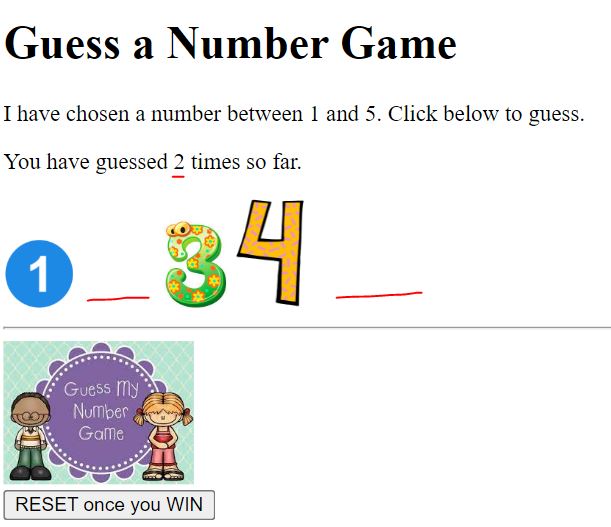 Guess a Number Game
I have chosen a number between 1 and 5. Click below to guess.
You have guessed 2 times so far.
1 3 4
Guess My
Number
Game
RESET once you WIN